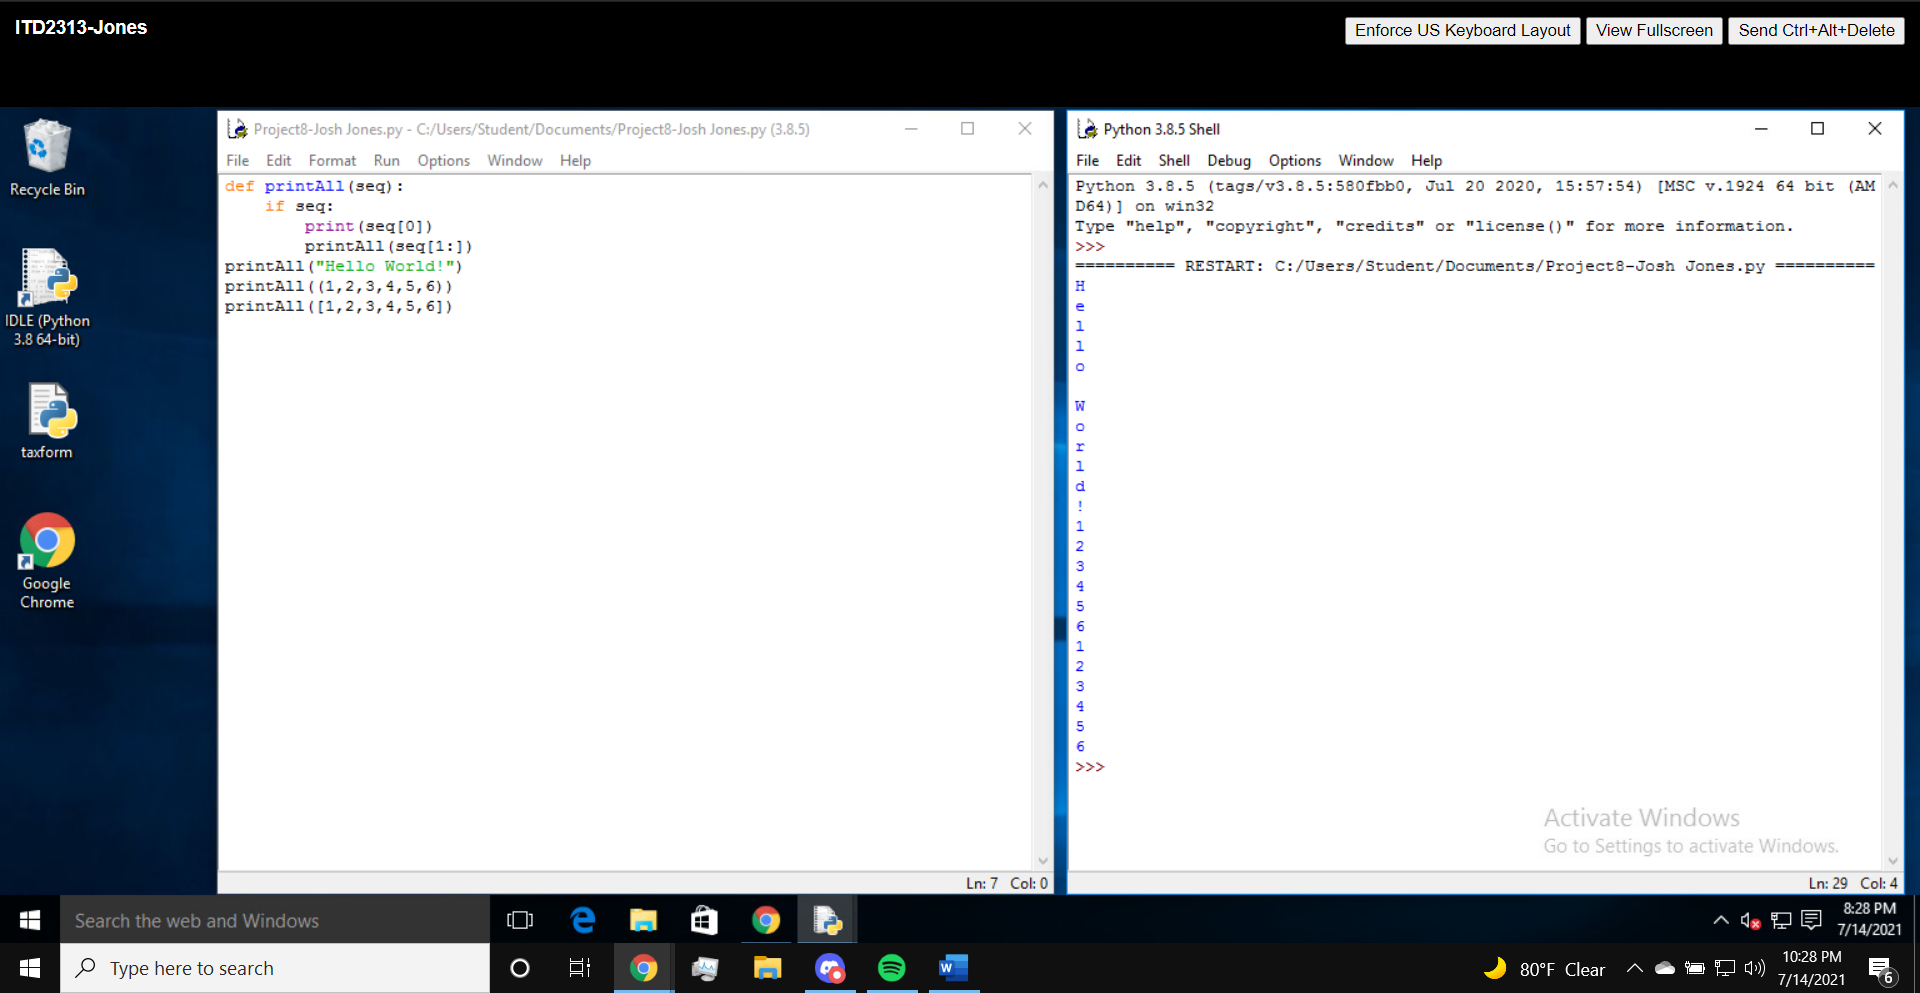 ITD2313-Jones
Enforce US Keyboard Layout
View Fullscreen
Send Ctrl+Alt+Delete
Recycle Bin
IDLE (Python
3.8 64-bit)
taxform
Google
Chrome
Project8-Josh Jones.py - C:/Users/Student/Documents/Project8-Josh Jones.py (3.8.5)
File Edit Format Run Options Window Help
def printAll(seq):
    if seq:
        print(seq[0])
        printAll(seq[1:])
printAll("Hello World!")
printAll((1,2,3,4,5,6))
printAll([1,2,3,4,5,6])
Ln: 7 Col: 0
Python 3.8.5 Shell
File Edit Shell Debug Options Window Help
Python 3.8.5 (tags/v3.8.5:580fbb0, Jul 20 2020, 15:57:54) [MSC v.1924 64 bit (AM
D64)] on win32
Type "help", "copyright", "credits" or "license()" for more information.
>>>
========== RESTART: C:/Users/Student/Documents/Project8-Josh Jones.py ==========
H
e
l
l
o

W
o
r
l
d
!
1
2
3
4
5
6
1
2
3
4
5
6
>>>
Activate Windows
Go to Settings to activate Windows.
Ln: 29 Col: 4
Search the web and Windows
8:28 PM
7/14/2021
Type here to search
W
80°F Clear
10:28 PM
7/14/2021
6